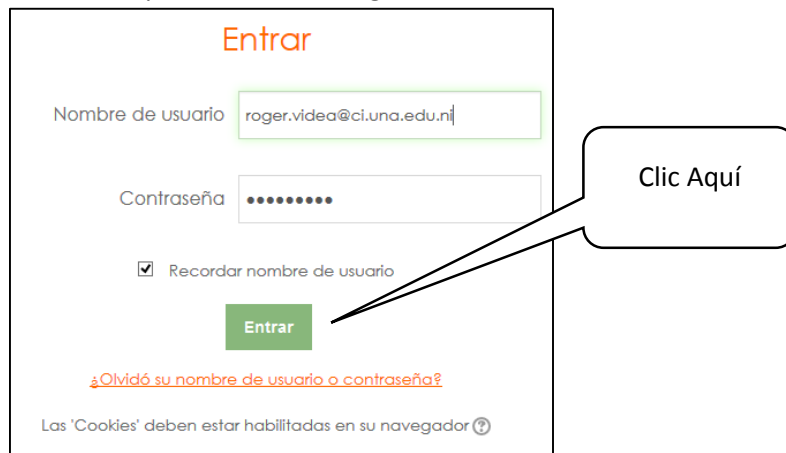 Entrar
Nombre de usuario roger.videa@ci.una.edu.ni
Clic Aquí
Contraseña •••••••••
Recordar nombre de usuario
Entrar
¿Olvidó su nombre de usuario o contraseña?
Las 'Cookies' deben estar habilitadas en su navegador ?